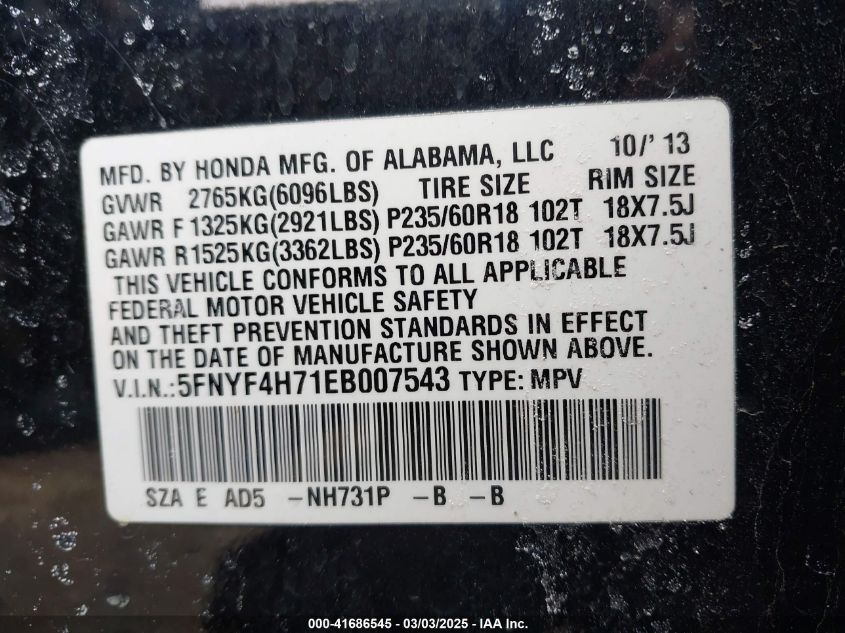 MFD. BY HONDA MFG. OF ALABAMA, LLC 10/' 13
GVWR 2765KG(6096LBS) TIRE SIZE RIM SIZE
GAWR F 1325KG(2921LBS) P235/60R18 102T 18X7.5J
GAWR R1525KG(3362LBS) P235/60R18 102T 18X7.5J
THIS VEHICLE CONFORMS TO ALL APPLICABLE
FEDERAL MOTOR VEHICLE SAFETY
AND THEFT PREVENTION STANDARDS IN EFFECT
ON THE DATE OF MANUFACTURE SHOWN ABOVE.
V.I.N.:5FNYF4H71EB007543 TYPE: MPV
SZA E AD5 -NH731P -B -B
000-41686545 - 03/03/2025 - IAA Inc.